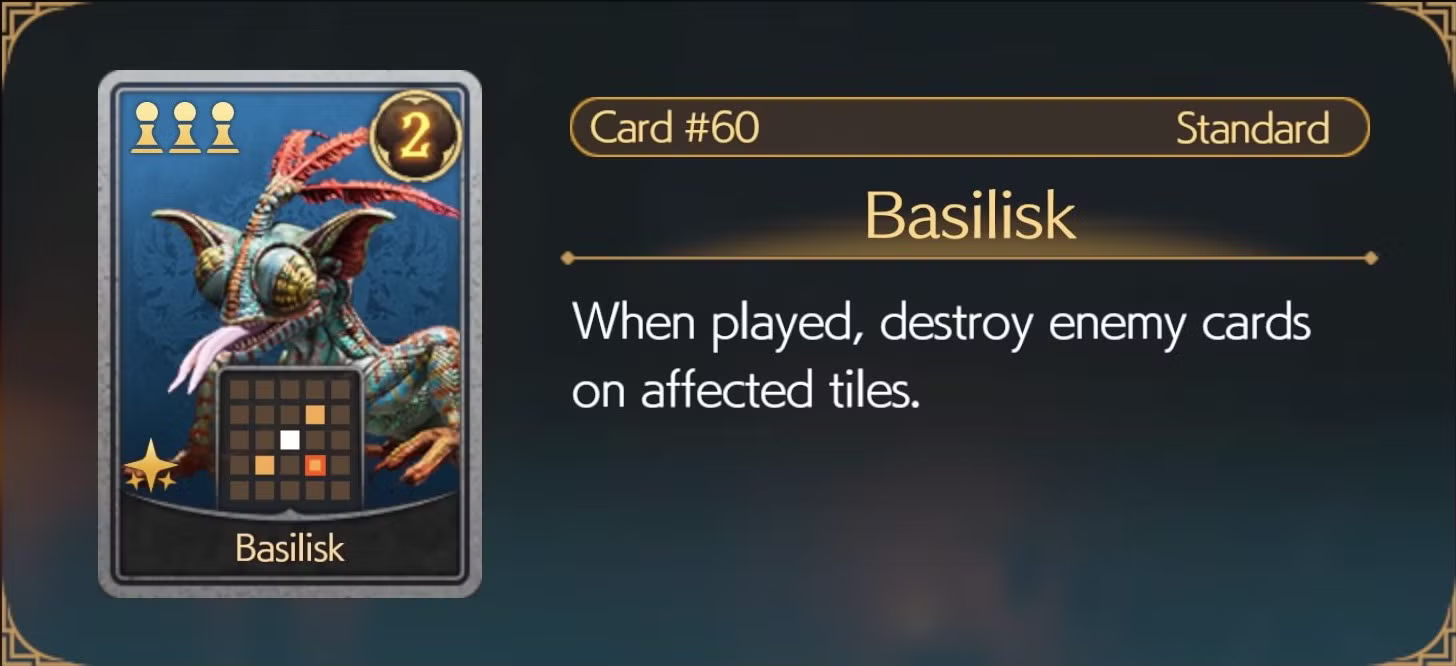 2
Basilisk
Card #60
Standard
Basilisk
When played, destroy enemy cards
on affected tiles.